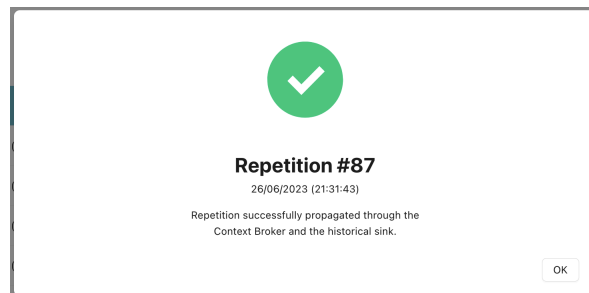 Repetition #87
26/06/2023 (21:31:43)
Repetition successfully propagated through the
Context Broker and the historical sink.
OK